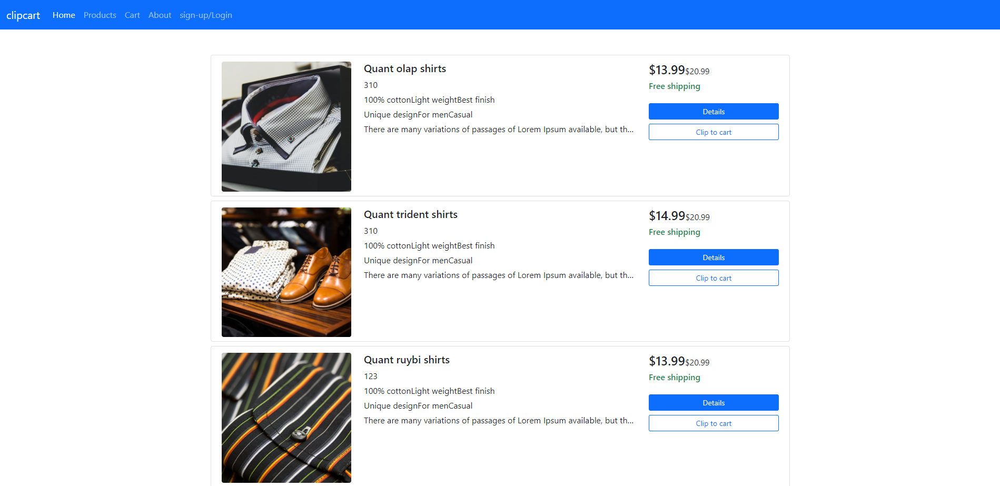 clipcart Home Products Cart About sign-up/Login
Quant olap shirts
310
100% cottonLight weightBest finish
Unique designFor menCasual
There are many variations of passages of Lorem Ipsum available, but th...
$13.99$20.99
Free shipping
Details
Clip to cart
Quant trident shirts
310
100% cottonLight weightBest finish
Unique designFor menCasual
There are many variations of passages of Lorem Ipsum available, but th...
$14.99$20.99
Free shipping
Details
Clip to cart
Quant ruybi shirts
123
100% cottonLight weightBest finish
Unique designFor menCasual
There are many variations of passages of Lorem Ipsum available, but th...
$13.99$20.99
Free shipping
Details
Clip to cart